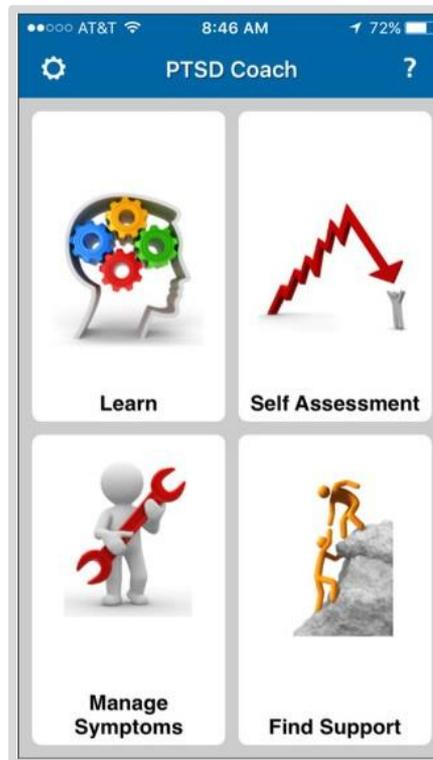 AT&T 8:46 AM 72%
PTSD Coach ?
Learn
Self Assessment
Manage
Symptoms
Find Support